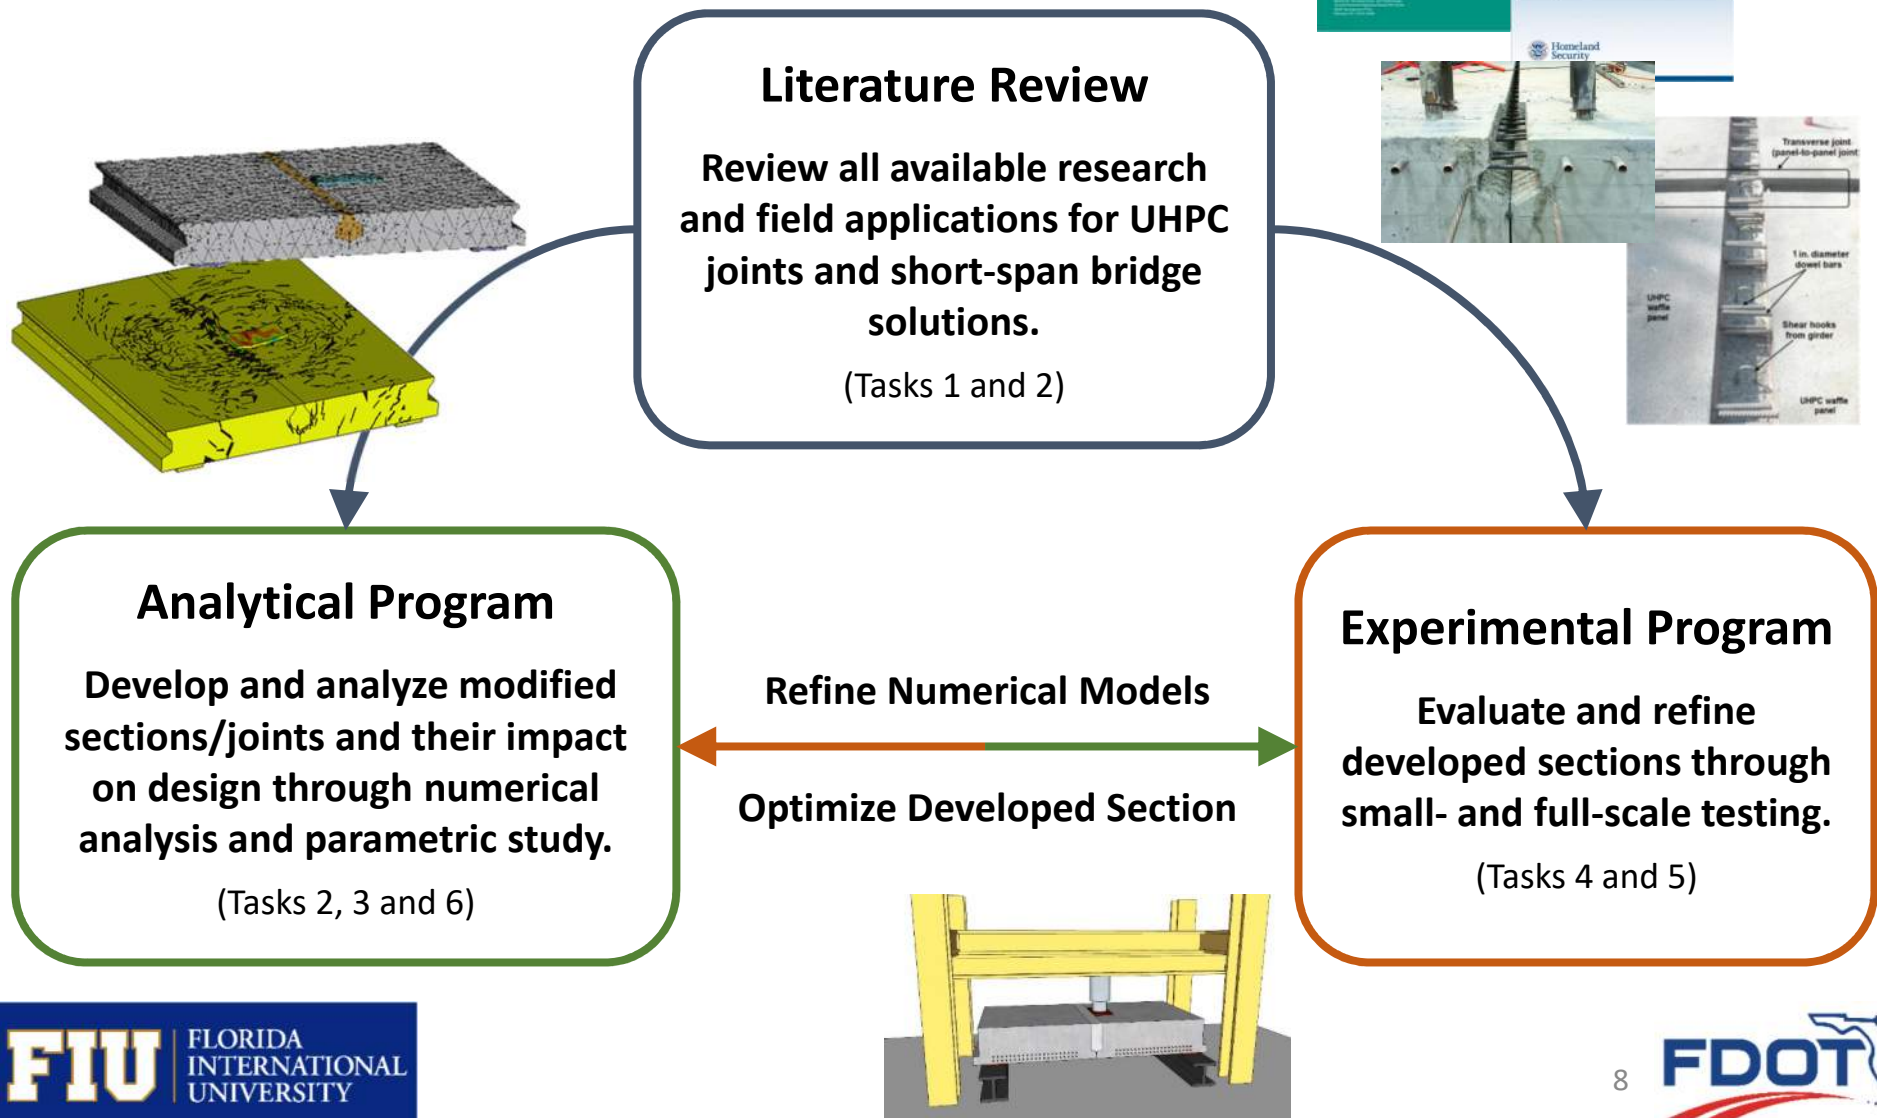 Homeland
Security
Literature Review
Review all available research
and field applications for UHPC
joints and short-span bridge
solutions.
(Tasks 1 and 2)
Transverse joint
(panel-to-panel joint
1 in. diameter
dowel bars
UHPC
waffle
panel
Shear hooks
from girder
UHPC waffle
panel
Analytical Program
Develop and analyze modified
sections/joints and their impact
on design through numerical
analysis and parametric study.
(Tasks 2, 3 and 6)
Refine Numerical Models
Optimize Developed Section
Experimental Program
Evaluate and refine
developed sections through
small- and full-scale testing.
(Tasks 4 and 5)
FIU
FLORIDA
INTERNATIONAL
UNIVERSITY
8
FDOT